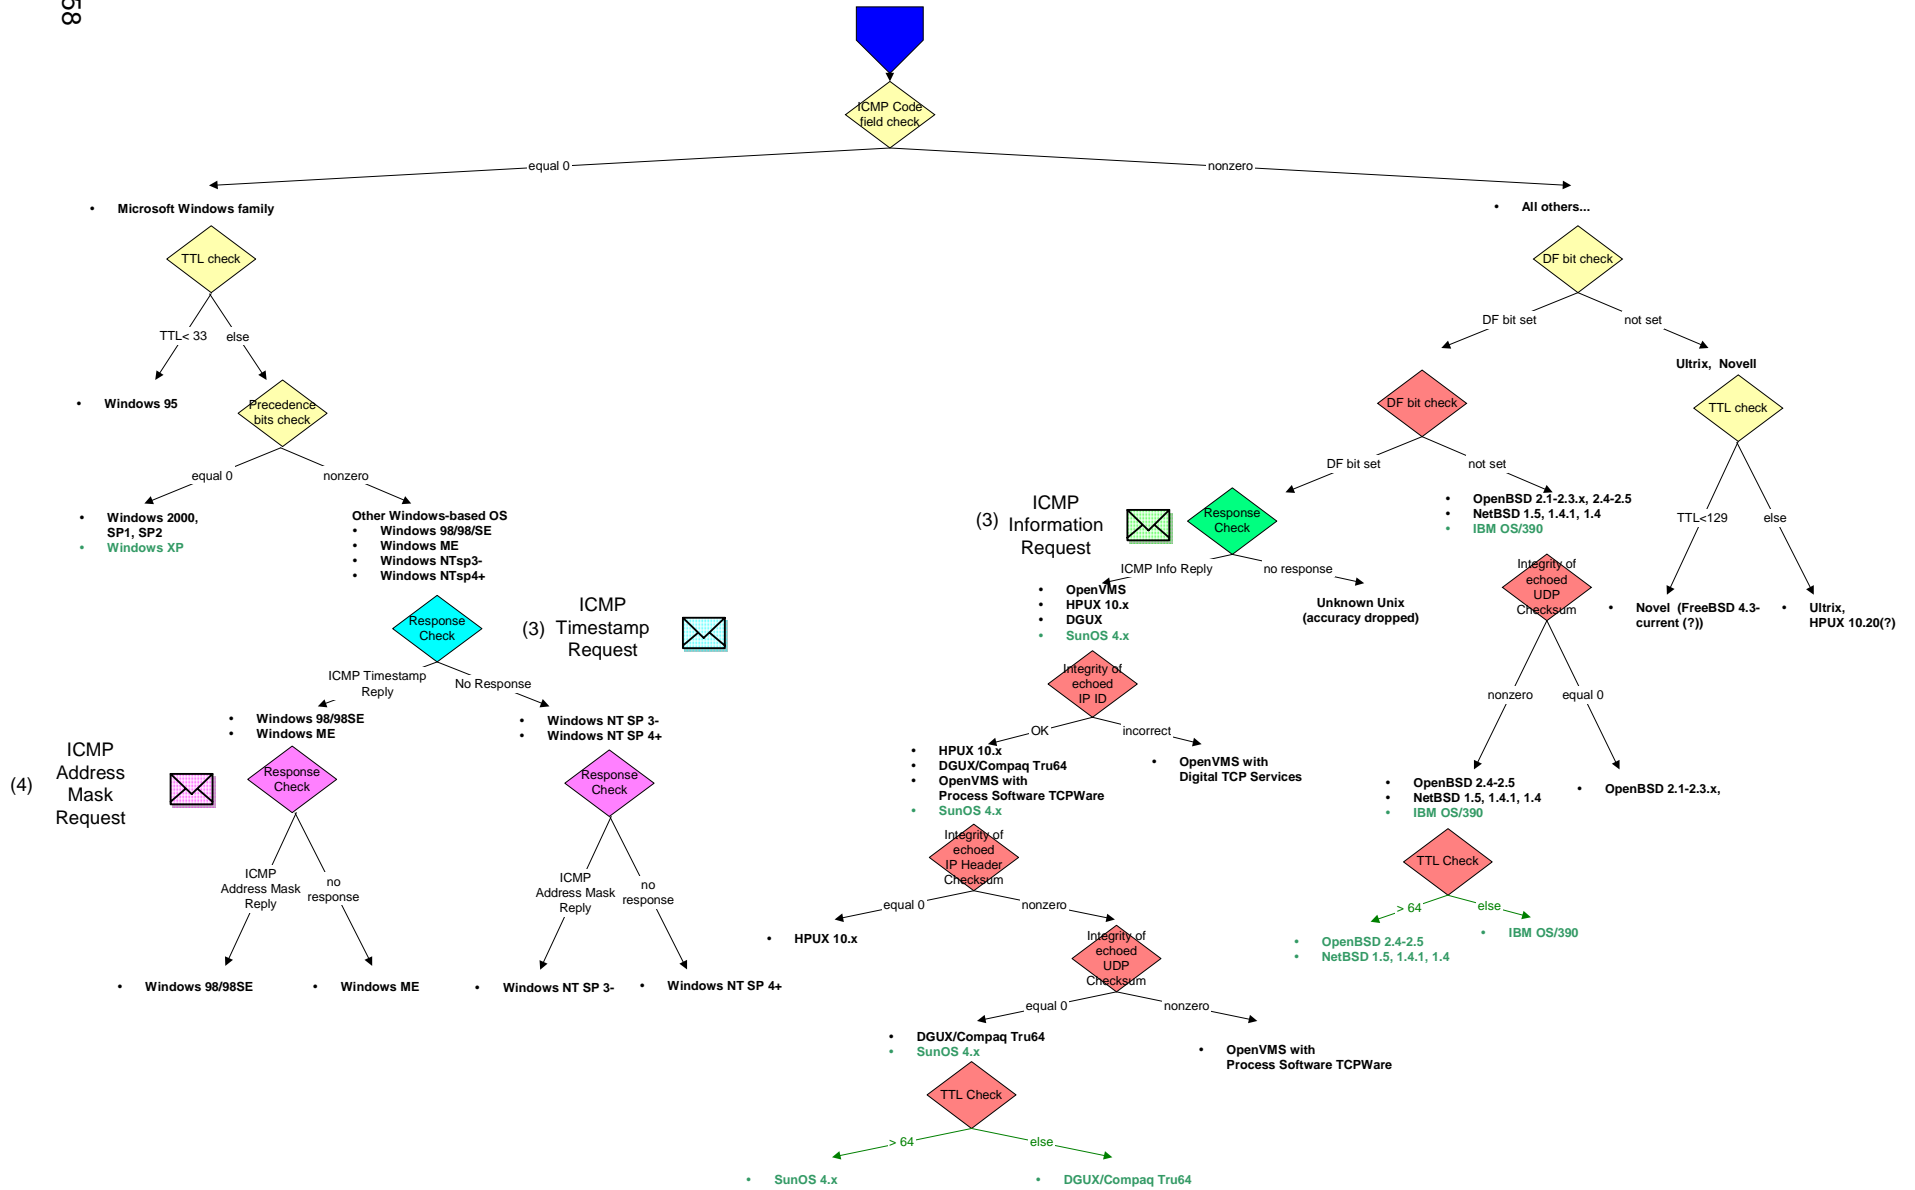 58
ICMP Code
field check
equal 0
nonzero
• Microsoft Windows family
• All others...
TTL check
DF bit check
TTL< 33
else
DF bit set
not set
Ultrix, Novell
• Windows 95
Precedence
bits check
DF bit check
TTL check
equal 0
nonzero
DF bit set
not set
• Windows 2000,
SP1, SP2
• Windows XP
Other Windows-based OS
• Windows 98/98/SE
• Windows ME
• Windows NTsp3-
• Windows NTsp4+
(3)
ICMP
Information
Request
Response
Check
• OpenBSD 2.1-2.3.x, 2.4-2.5
• NetBSD 1.5, 1.4.1, 1.4
• IBM OS/390
TTL<129
else
ICMP Info Reply
no response
Integrity of
echoed
UDP
Checksum
• OpenVMS
• HPUX 10.x
• DGUX
• SunOS 4.x
Unknown Unix
(accuracy dropped)
• Novel (FreeBSD 4.3-
current (?))
• Ultrix,
HPUX 10.20(?)
Response
Check
(3)
ICMP
Timestamp
Request
ICMP Timestamp
Reply
No Response
Integrity of
echoed
IP ID
nonzero
equal 0
• Windows 98/98SE
• Windows ME
• Windows NT SP 3-
• Windows NT SP 4+
OK
incorrect
(4)
ICMP
Address
Mask
Request
Response
Check
Response
Check
• HPUX 10.x
• DGUX/Compaq Tru64
• OpenVMS with
Process Software TCPWare
• SunOS 4.x
• OpenVMS with
Digital TCP Services
• OpenBSD 2.4-2.5
• NetBSD 1.5, 1.4.1, 1.4
• IBM OS/390
• OpenBSD 2.1-2.3.x,
Integrity of
echoed
IP Header
Checksum
TTL Check
ICMP
Address Mask
Reply
no
response
ICMP
Address Mask
Reply
no
response
equal 0
nonzero
> 64
else
• HPUX 10.x
Integrity of
echoed
UDP
Checksum
• OpenBSD 2.4-2.5
• NetBSD 1.5, 1.4.1, 1.4
• IBM OS/390
• Windows 98/98SE
• Windows ME
• Windows NT SP 3-
• Windows NT SP 4+
equal 0
nonzero
• DGUX/Compaq Tru64
• SunOS 4.x
• OpenVMS with
Process Software TCPWare
TTL Check
> 64
else
• SunOS 4.x
• DGUX/Compaq Tru64